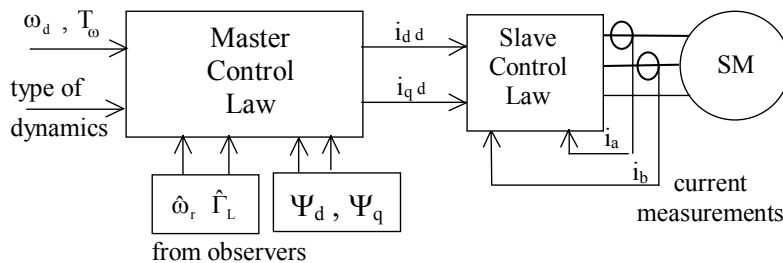 ω_d , T_ω
type of
dynamics
Master
Control
Law
i_d d
i_q d
Slave
Control
Law
SM
i_a
i_b
current
measurements
ω̂_r Γ̂_L
Ψ_d , Ψ_q
from observers